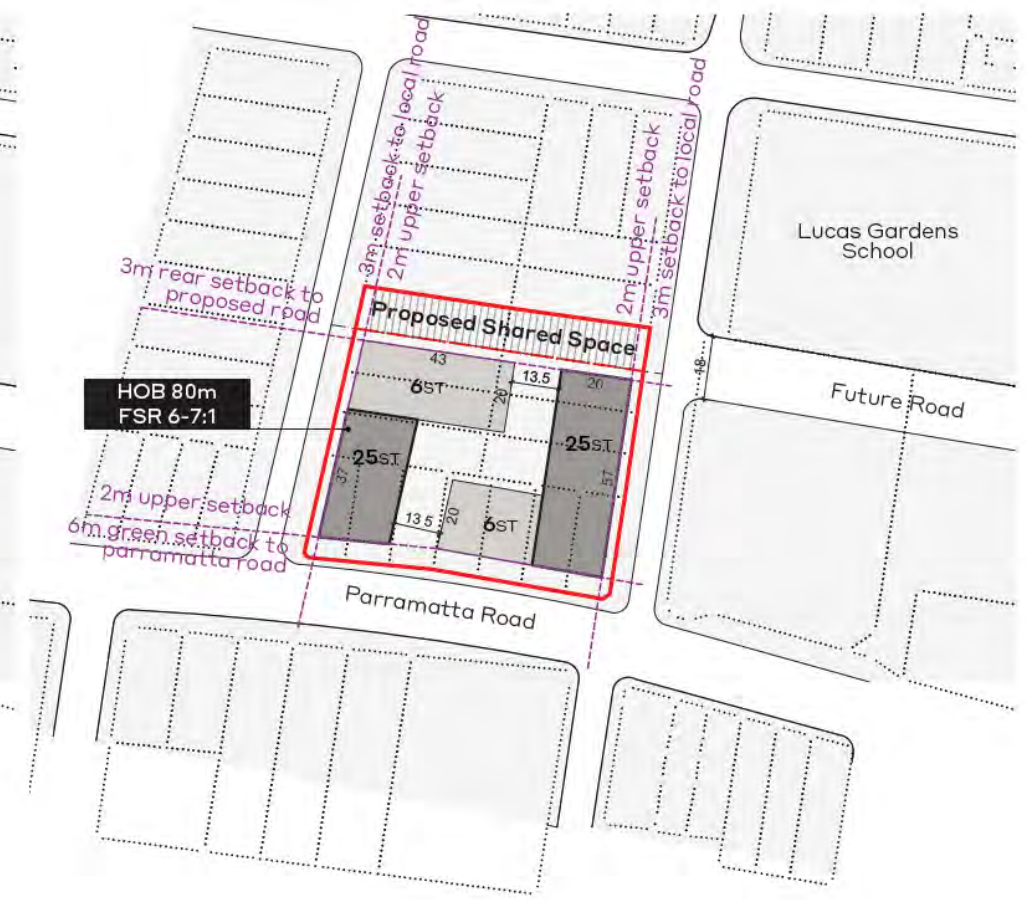 3m setback to local road
2m upper setback
2m upper setback
3m setback to local road
Lucas Gardens
School
3m rear setback to
proposed road
Proposed Shared Space
43
13.5
20
18
6ST
20
HOB 80m
FSR 6-7:1
Future Road
25ST
25ST
37
57
2m upper setback
13.5
20
6ST
6m green setback to
parramatta road
Parramatta Road